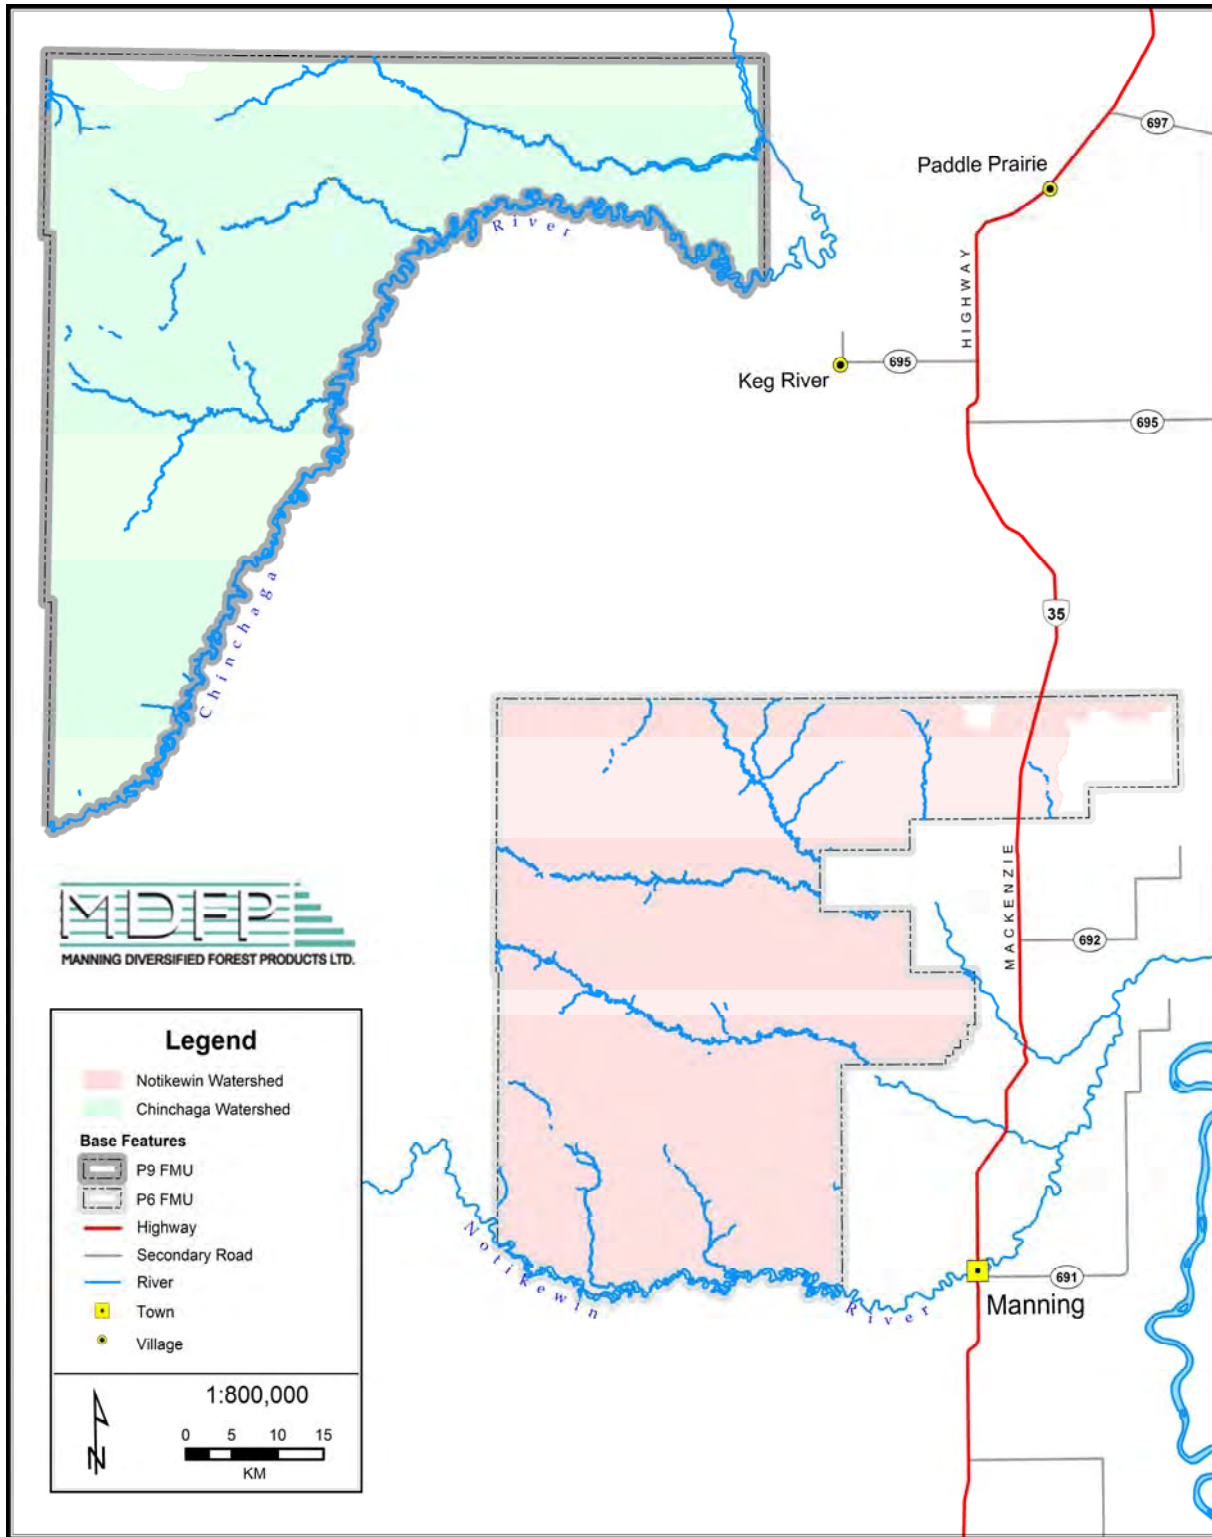 697
Paddle Prairie
River
HIGHWAY
695
Keg River
695
35
Chinchaga
MDFP
MANNING DIVERSIFIED FOREST PRODUCTS LTD.
MACKENZIE
692
Legend
Notikewin Watershed
Chinchaga Watershed
Base Features
P9 FMU
P6 FMU
Highway
Secondary Road
River
Town
Village
1:800,000
0 5 10 15
KM
N
Notikewin
River
691
Manning